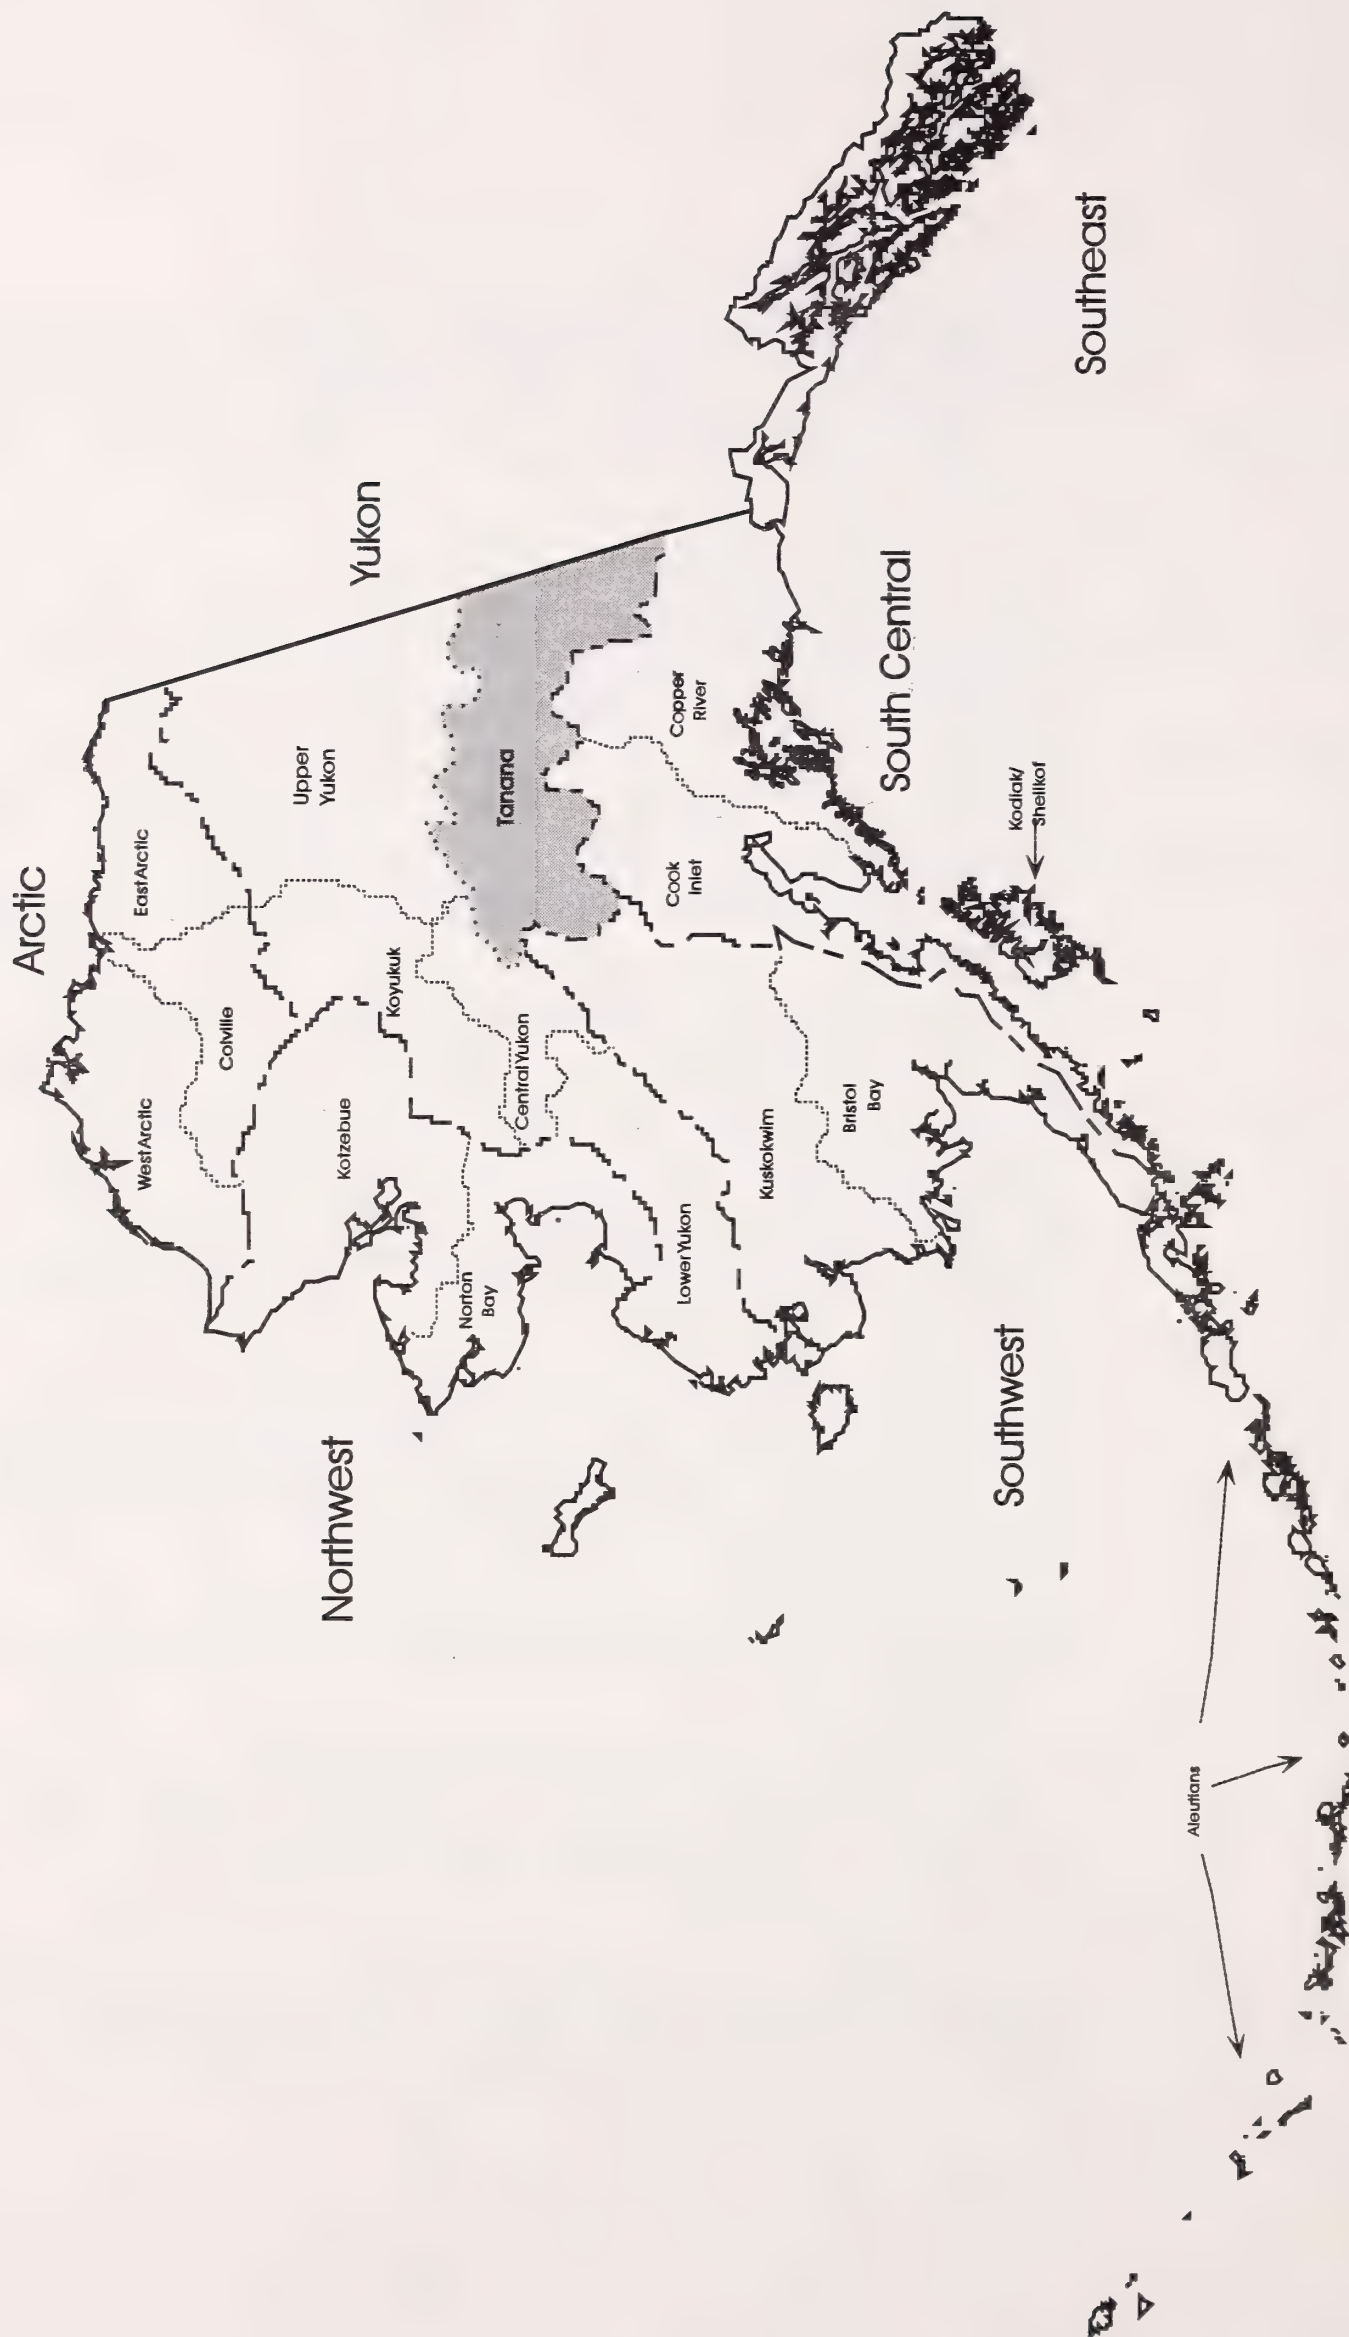 Arctic
East Arctic
West Arctic
Colville
Upper
Yukon
Yukon
Northwest
Kotzebue
Koyukuk
Norton
Bay
Central Yukon
Tanana
Lower Yukon
Kuskokwim
Cook
Inlet
Copper
River
Bristol
Bay
South Central
Southwest
Kodiak/
Shelikof
Southeast
Aleutians